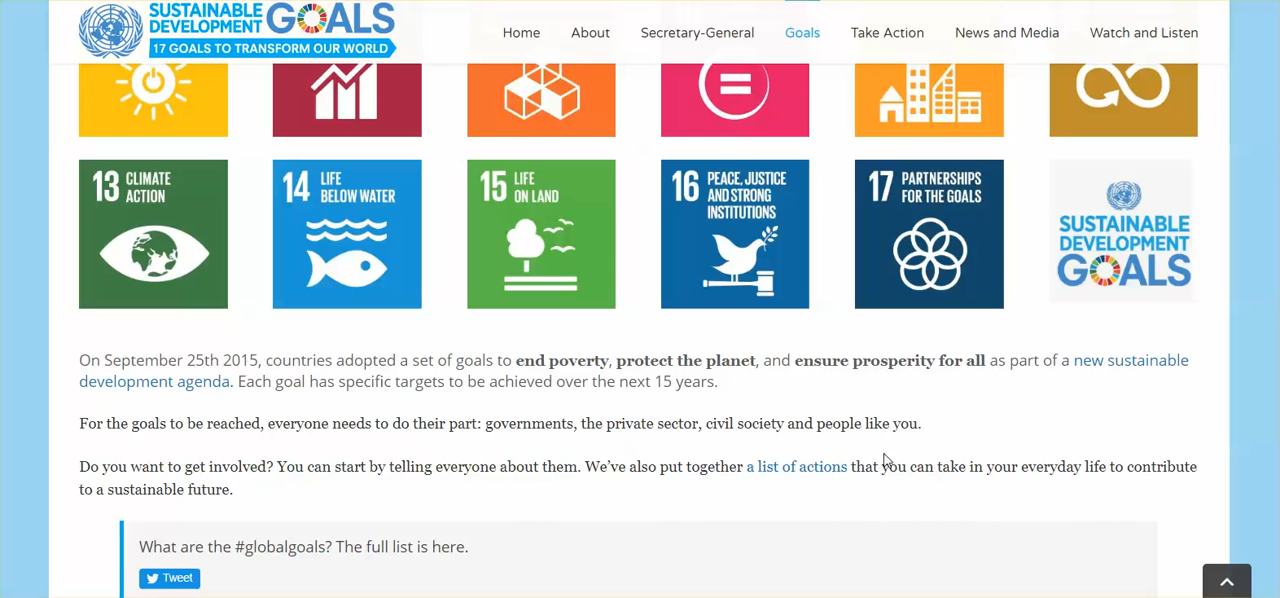 SUSTAINABLE
DEVELOPMENT GOALS
17 GOALS TO TRANSFORM OUR WORLD
Home About Secretary-General Goals Take Action News and Media Watch and Listen
13 CLIMATE
ACTION
14 LIFE
BELOW WATER
15 LIFE
ON LAND
16 PEACE, JUSTICE
AND STRONG
INSTITUTIONS
17 PARTNERSHIPS
FOR THE GOALS
SUSTAINABLE
DEVELOPMENT
GOALS
On September 25th 2015, countries adopted a set of goals to end poverty, protect the planet, and ensure prosperity for all as part of a new sustainable
development agenda. Each goal has specific targets to be achieved over the next 15 years.
For the goals to be reached, everyone needs to do their part: governments, the private sector, civil society and people like you.
Do you want to get involved? You can start by telling everyone about them. We’ve also put together a list of actions that you can take in your everyday life to contribute
to a sustainable future.
What are the #globalgoals? The full list is here.
Tweet